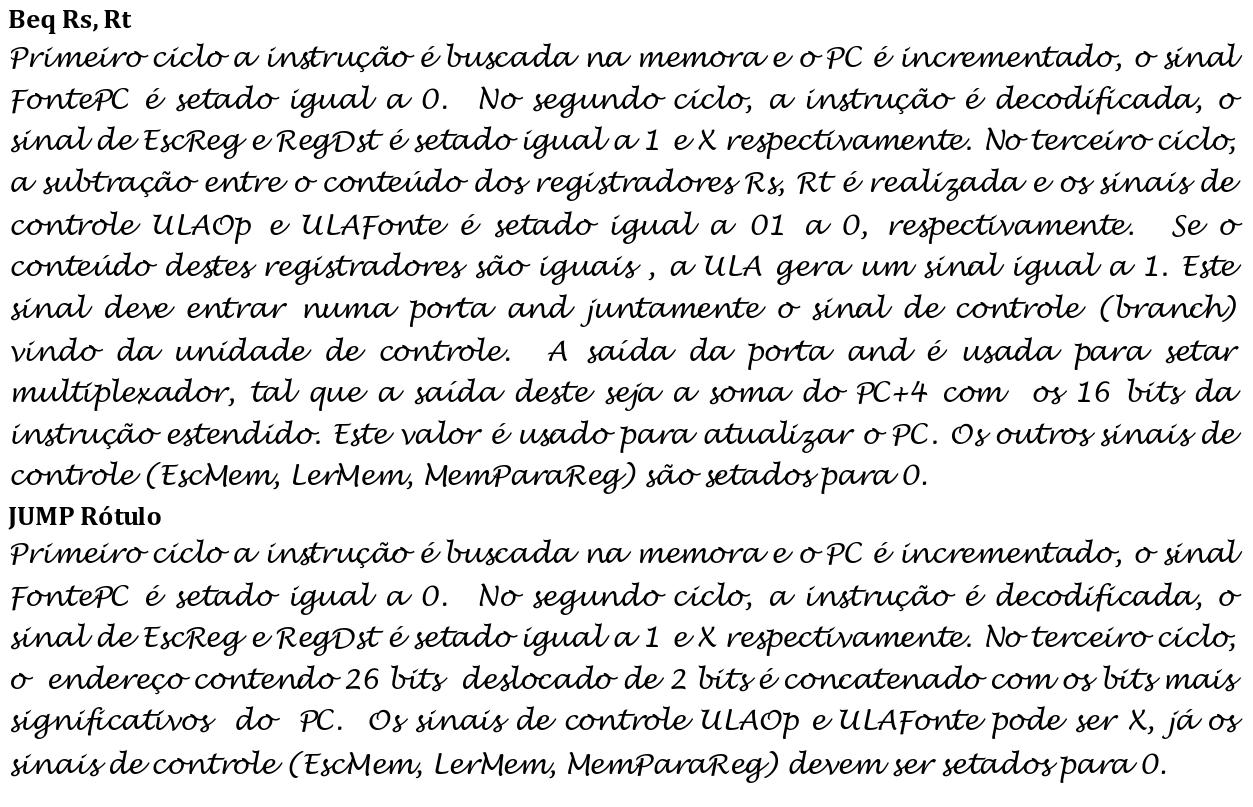 Beq Rs, Rt
Primeiro ciclo a instrução é buscada na memora e o PC é incrementado, o sinal
FontePC é setado igual a 0. No segundo ciclo, a instrução é decodificada, o
sinal de EscReg e RegDst é setado igual a 1 e X respectivamente. No terceiro ciclo,
a subtração entre o conteúdo dos registradores Rs, Rt é realizada e os sinais de
controle ULAOp e ULAFonte é setado igual a 01 a 0, respectivamente. Se o
conteúdo destes registradores são iguais , a ULA gera um sinal igual a 1. Este
sinal deve entrar numa porta and juntamente o sinal de controle (branch)
vindo da unidade de controle. A saída da porta and é usada para setar
multiplexador, tal que a saída deste seja a soma do PC+4 com os 16 bits da
instrução estendido. Este valor é usado para atualizar o PC. Os outros sinais de
controle (EscMem, LerMem, MemParaReg) são setados para 0.
JUMP Rótulo
Primeiro ciclo a instrução é buscada na memora e o PC é incrementado, o sinal
FontePC é setado igual a 0. No segundo ciclo, a instrução é decodificada, o
sinal de EscReg e RegDst é setado igual a 1 e X respectivamente. No terceiro ciclo,
o endereço contendo 26 bits deslocado de 2 bits é concatenado com os bits mais
significativos do PC. Os sinais de controle ULAOp e ULAFonte pode ser X, já os
sinais de controle (EscMem, LerMem, MemParaReg) devem ser setados para 0.